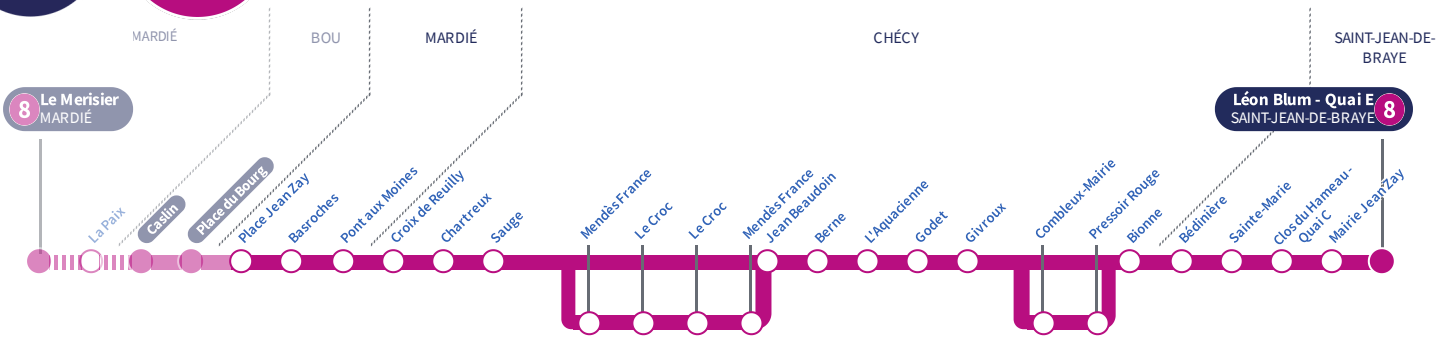 MARDIÉ
BOU
MARDIÉ
CHÉCY
SAINT-JEAN-DE-
BRAYE
8
Le Merisier
MARDIÉ
Léon Blum - Quai E
SAINT-JEAN-DE-BRAYE
8
La Paix
Caslin
Place du Bourg
Place Jean Zay
Basroches
Pont aux Moines
Croix de Reuilly
Chartreux
Sauge
Mendès France
Le Croc
Le Croc
Mendès France
Jean Beaudoin
Berne
L'Aquacienne
Godet
Givroux
Combleux-Mairie
Pressoir Rouge
Bionne
Bédinière
Sainte-Marie
Clos du Hameau-
Quai C
Mairie Jean Zay